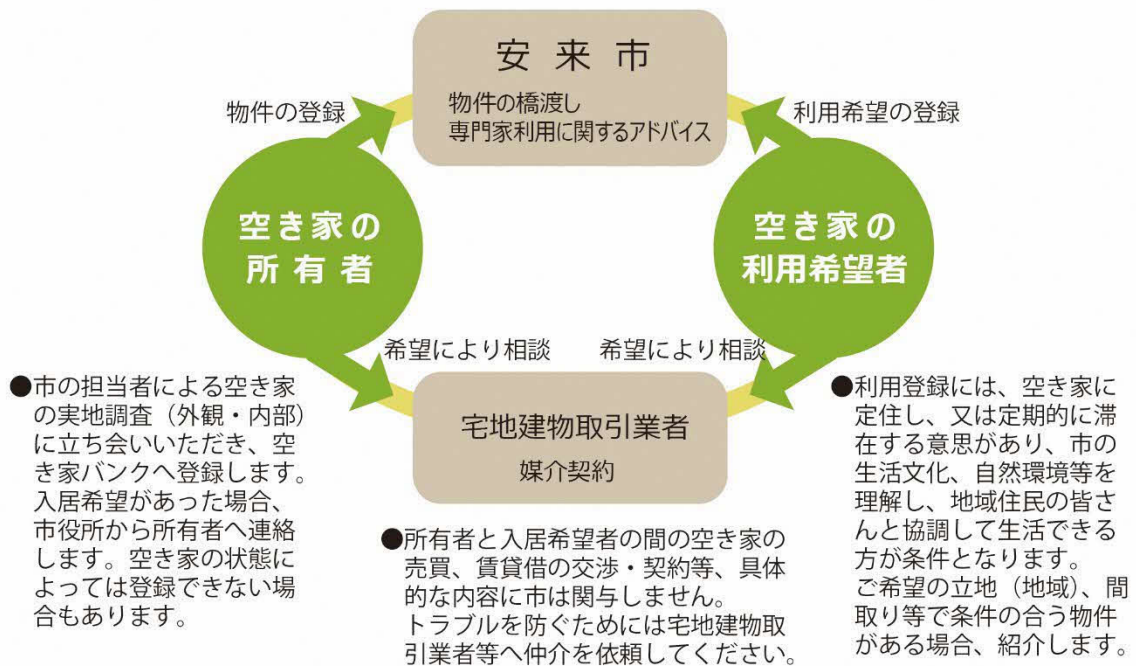 安来市
物件の橋渡し
専門家利用に関するアドバイス
物件の登録
利用希望の登録
空き家の
所有者
空き家の
利用希望者
希望により相談
希望により相談
宅地建物取引業者
媒介契約
●市の担当者による空き家
の実地調査（外観・内部）
に立ち会いいただき、空
き家バンクへ登録します。
入居希望があった場合、
市役所から所有者へ連絡
します。空き家の状態に
よっては登録できない場
合もあります。
●所有者と入居希望者の間の空き家の
売買、賃貸借の交渉・契約等、具体
的な内容に市は関与しません。
トラブルを防ぐためには宅地建物取
引業者等へ仲介を依頼してください。
●利用登録には、空き家に
定住し、又は定期的に滞
在する意思があり、市の
生活文化、自然環境等を
理解し、地域住民の皆さ
んと協調して生活できる
方が条件となります。
ご希望の立地（地域）、間
取り等で条件の合う物件
がある場合、紹介します。